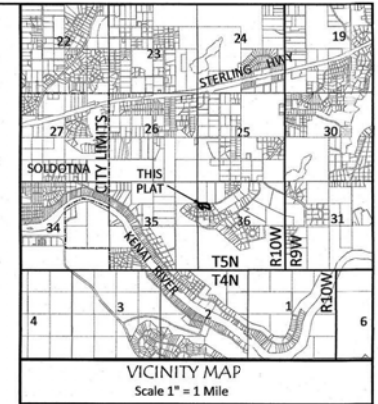 22
23
24
19
STERLING HWY
27
CITY LIMITS
26
25
30
SOLDOTNA
THIS
PLAT
34
35
36
31
KENAI RIVER
R10W
R9W
T5N
T4N
R10W
4
3
2
1
6
VICINITY MAP
Scale 1" = 1 Mile